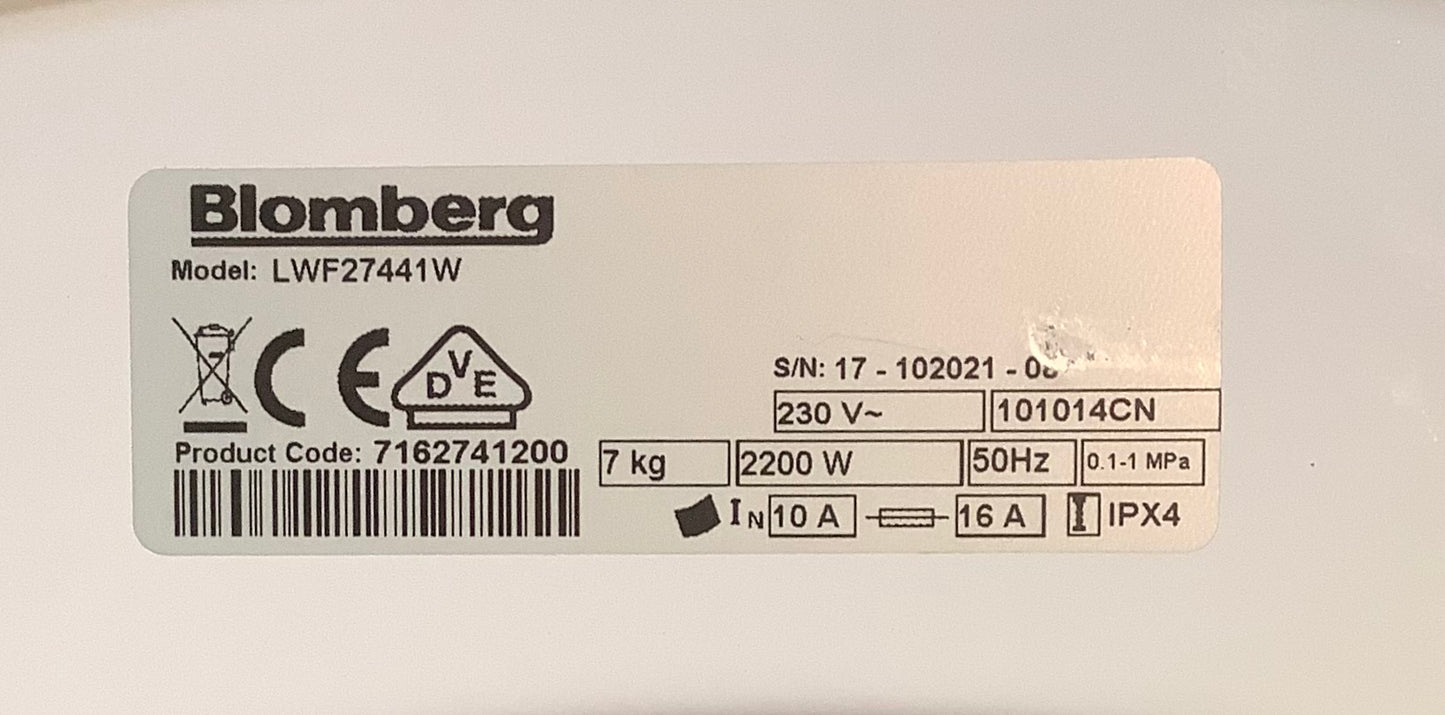 Blomberg
Model: LWF27441W
CE
DVE
S/N: 17 - 102021 -
230 V~ 101014CN
Product Code: 7162741200
7 kg 2200 W 50Hz 0.1-1 MPa
IN 10 A 16 A IPX4